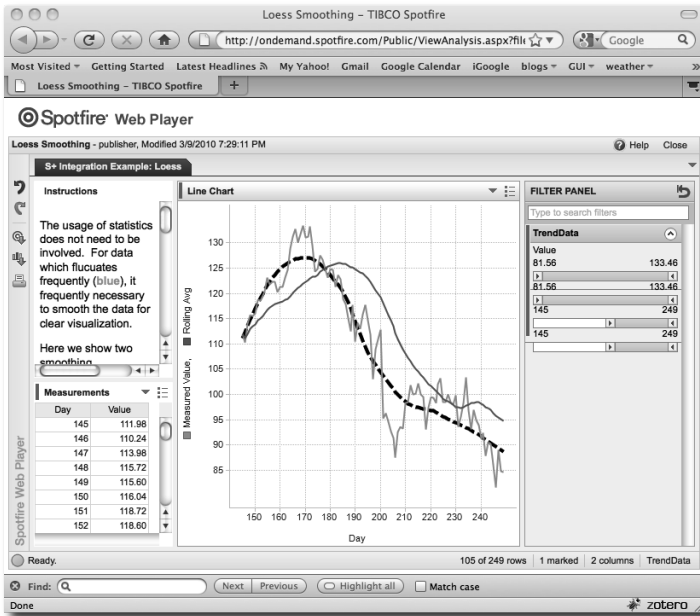 Loess Smoothing – TIBCO Spotfire
http://ondemand.spotfire.com/Public/ViewAnalysis.aspx?file
Google
Most Visited Getting Started Latest Headlines My Yahoo! Gmail Google Calendar iGoogle blogs GUI weather »
Loess Smoothing – TIBCO Spotfire +
Spotfire Web Player
Loess Smoothing - publisher, Modified 3/9/2010 7:29:11 PM Help Close
S+ Integration Example: Loess
Instructions
The usage of statistics
does not need to be
involved. For data
which flucuates
frequently (blue), it
frequently necessary
to smooth the data for
clear visualization.
Here we show two
smoothing
Measurements
Day Value
145 111.98
146 110.24
147 113.98
148 115.72
149 115.60
150 116.04
151 118.72
152 118.60
Spotfire Web Player
Line Chart
Measured Value, Rolling Avg
130
125
120
115
110
105
100
95
90
85
150 160 170 180 190 200 210 220 230 240
Day
FILTER PANEL
Type to search filters
TrendData
Value
81.56 133.46
81.56 133.46
145 249
145 249
Ready. 105 of 249 rows 1 marked 2 columns TrendData
Find: Next Previous Highlight all Match case
Done zotero